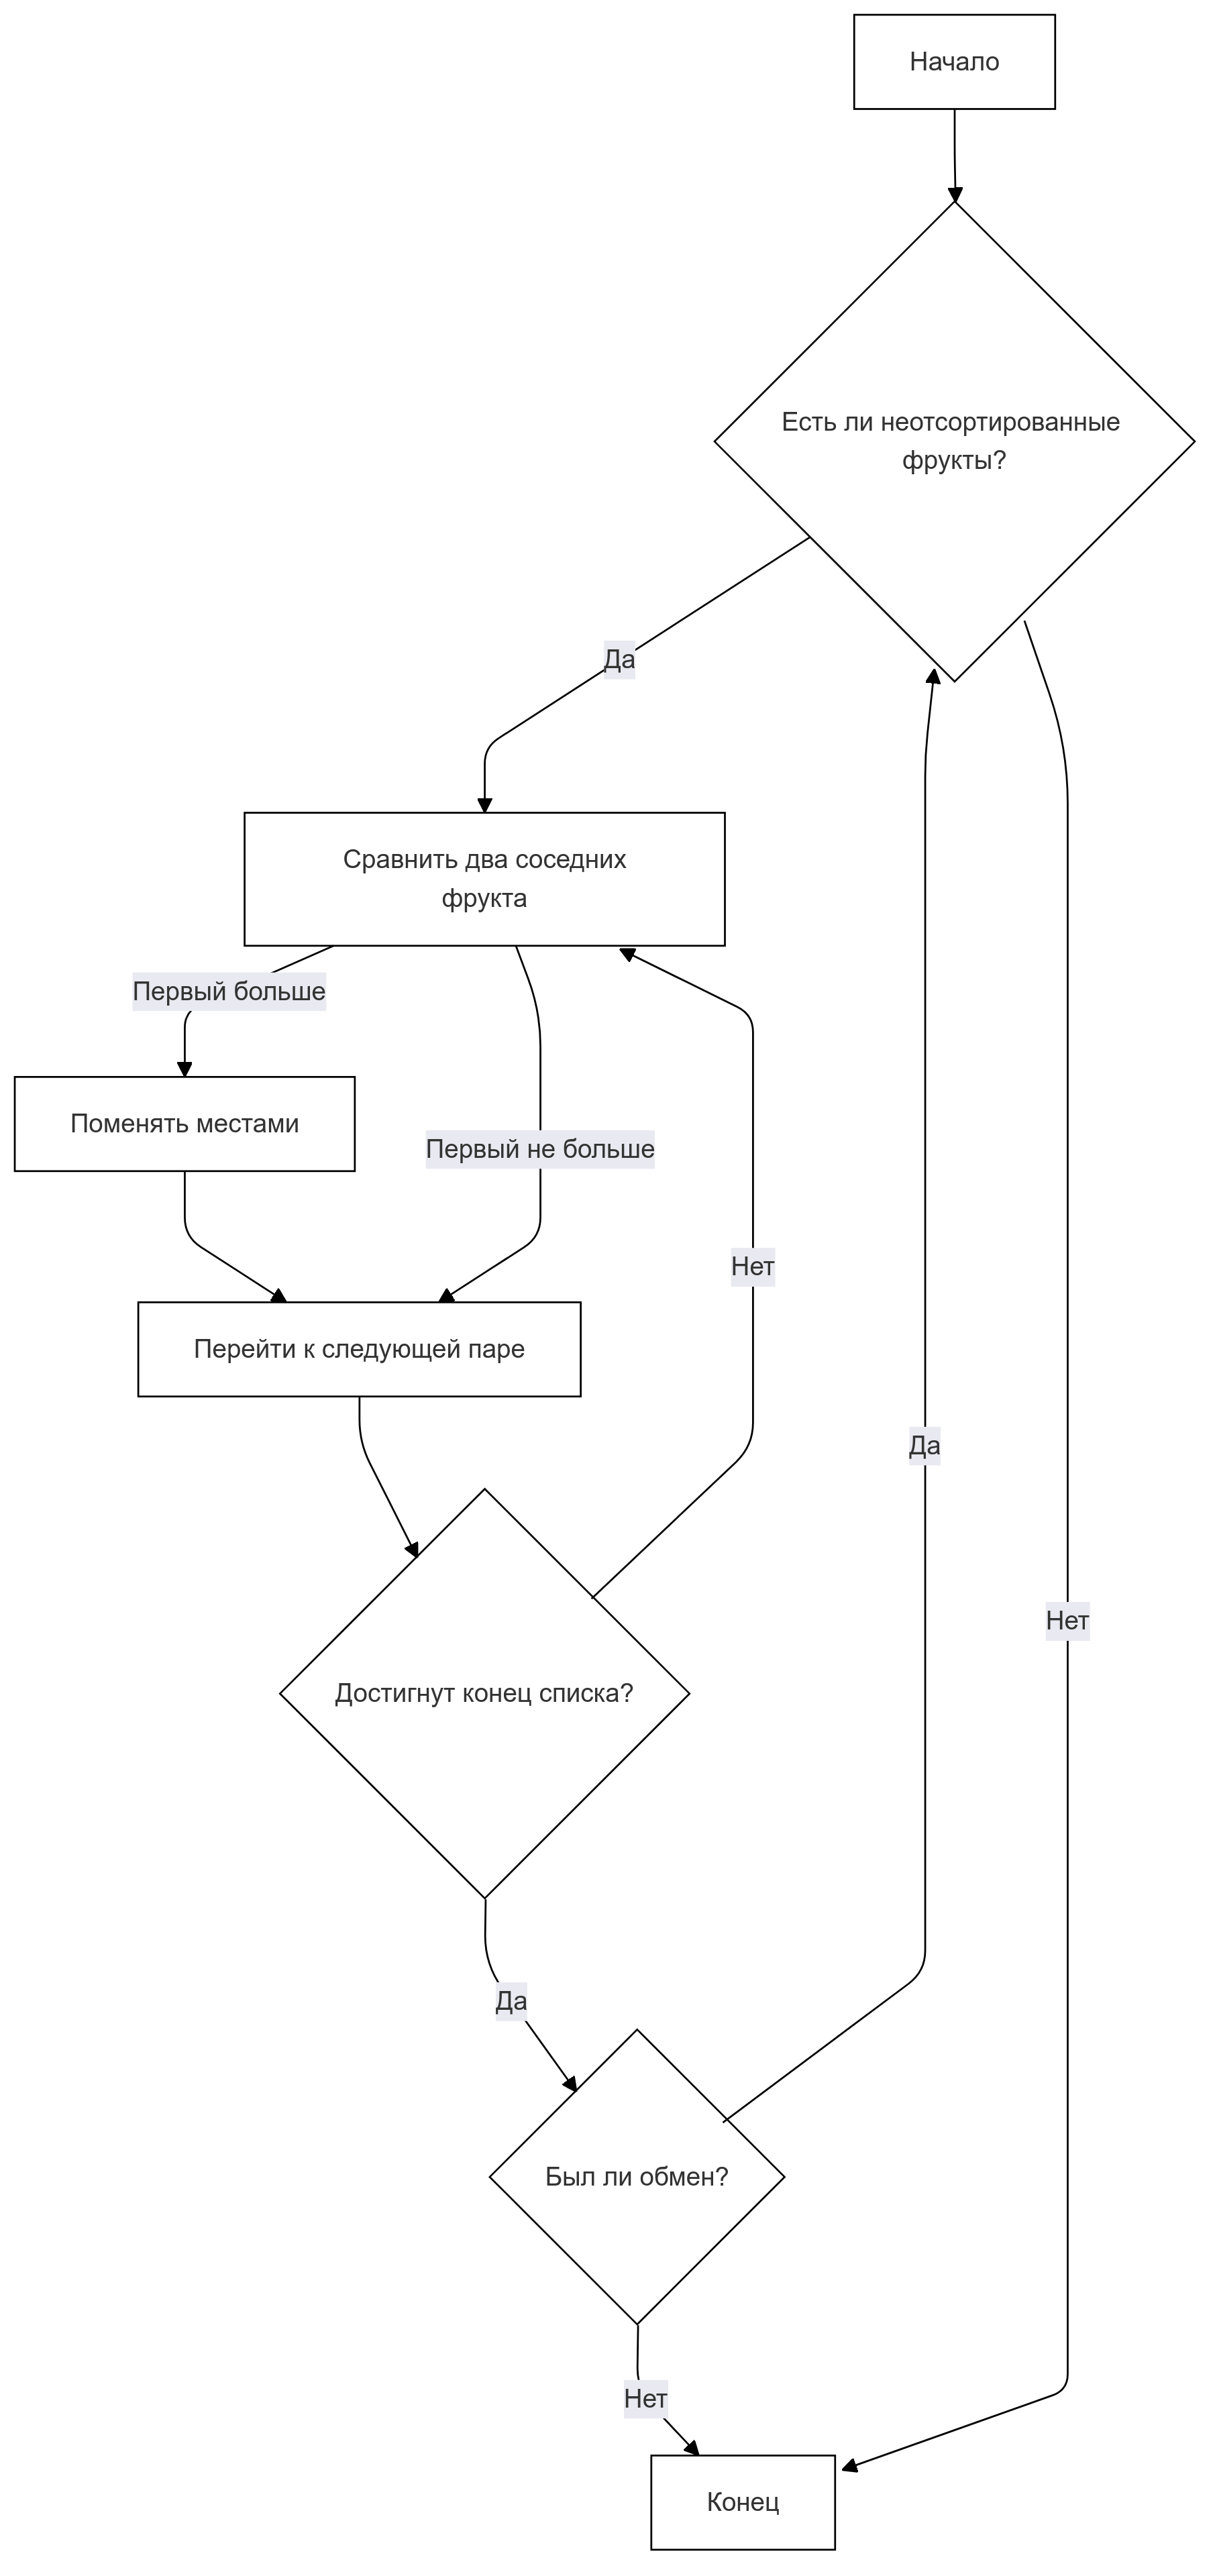 Начало
Есть ли неотсортированные
фрукты?
Да
Сравнить два соседних
фрукта
Первый больше
Поменять местами
Первый не больше
Нет
Перейти к следующей паре
Да
Нет
Достигнут конец списка?
Да
Был ли обмен?
Нет
Конец